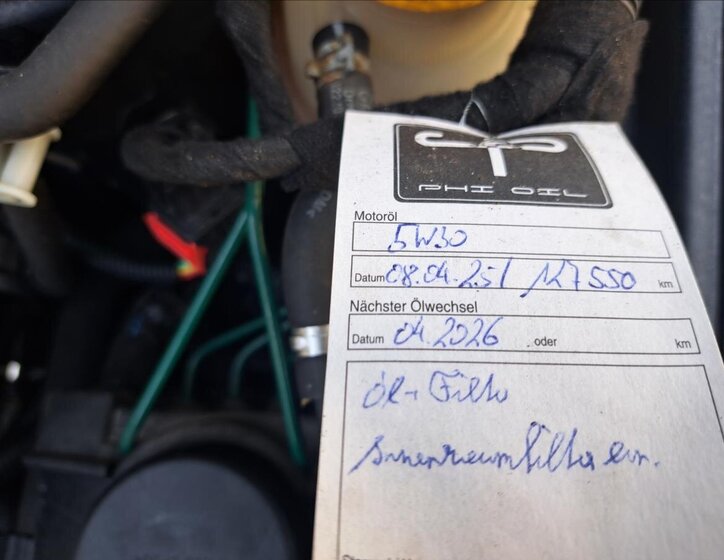 PHI OIL
Motoröl
5W30
Datum 08.04.25 / 127550 km
Nächster Ölwechsel
Datum 04.2026 oder km
Öl + Filter
Innenraumfilter ern.